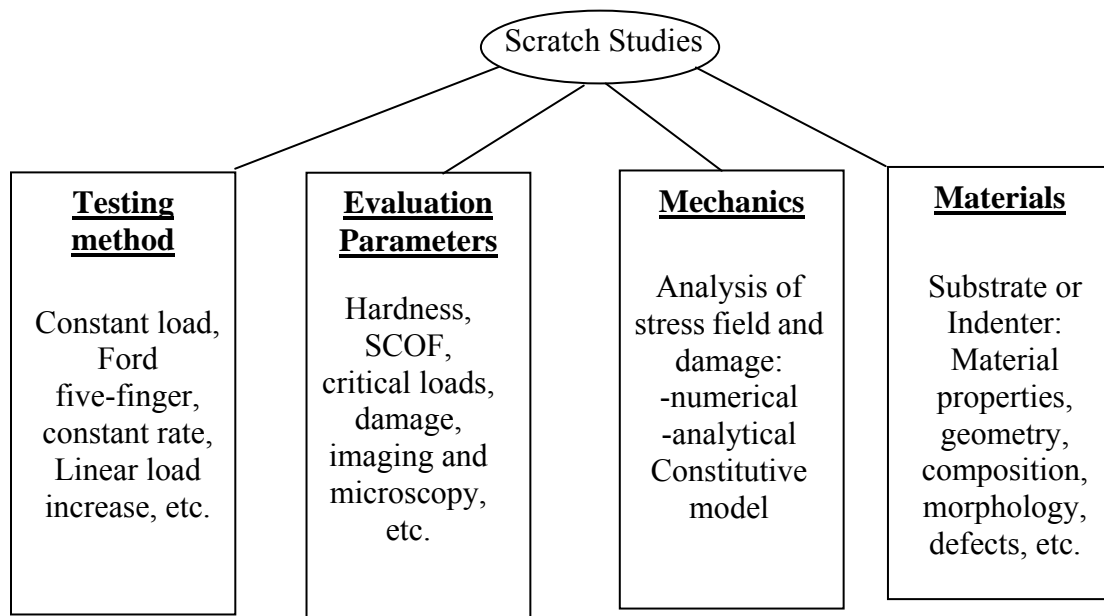 Scratch Studies
Testing
method
Constant load,
Ford
five-finger,
constant rate,
Linear load
increase, etc.
Evaluation
Parameters
Hardness,
SCOF,
critical loads,
damage,
imaging and
microscopy,
etc.
Mechanics
Analysis of
stress field and
damage:
-numerical
-analytical
Constitutive
model
Materials
Substrate or
Indenter:
Material
properties,
geometry,
composition,
morphology,
defects, etc.